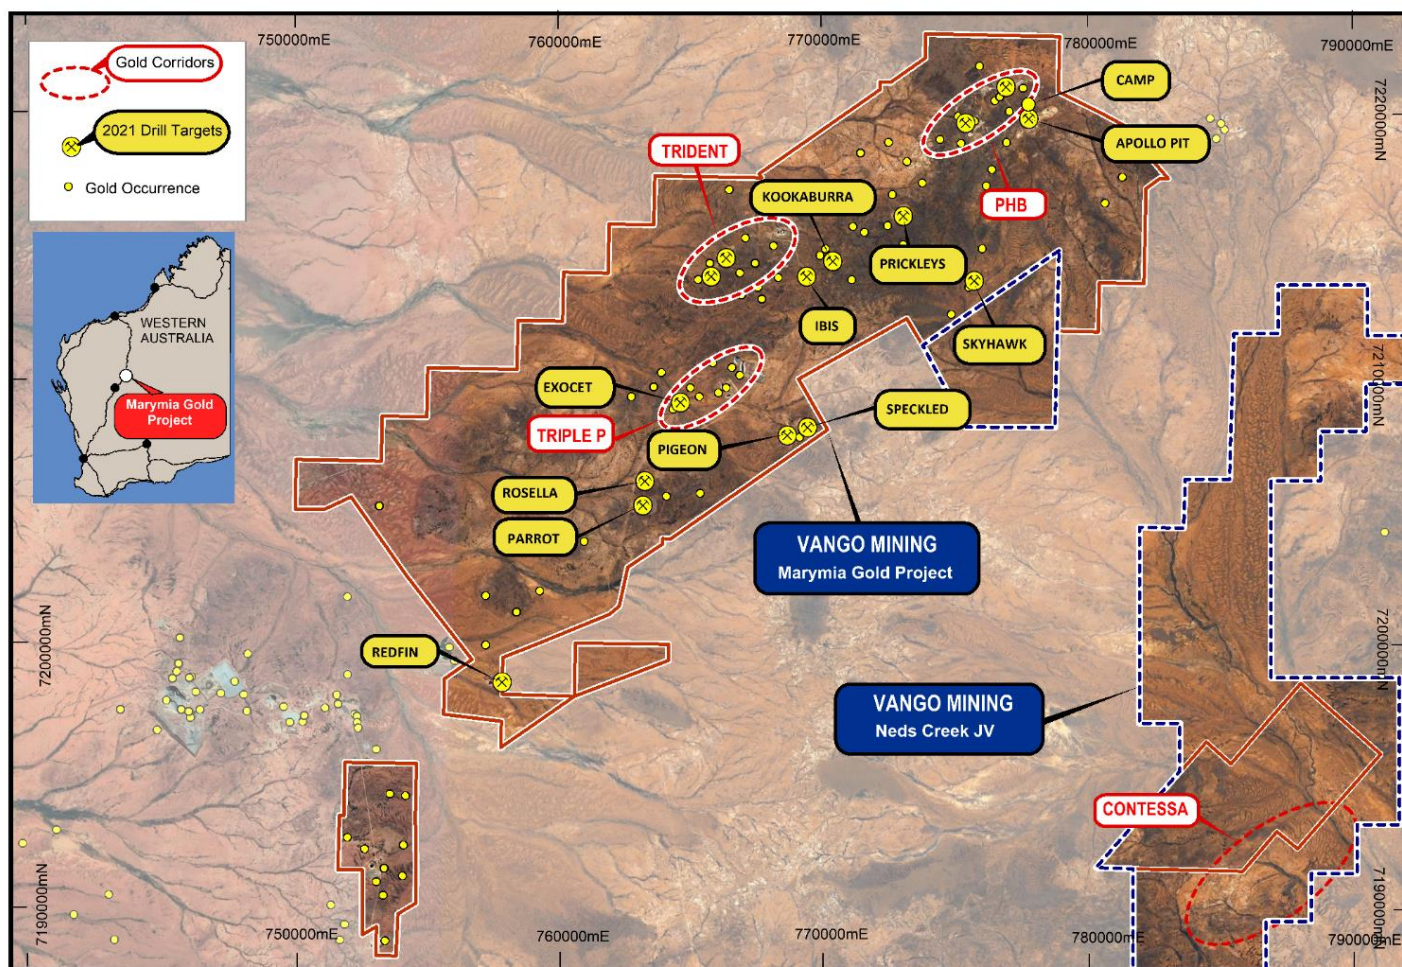 750000mE
760000mE
770000mE
780000mE
790000mE
Gold Corridors
2021 Drill Targets
Gold Occurrence
WESTERN
AUSTRALIA
Marymia Gold
Project
CAMP
APOLLO PIT
TRIDENT
KOOKABURRA
PHB
PRICKLEYS
IBIS
SKYHAWK
EXOCET
SPECKLED
TRIPLE P
PIGEON
ROSELLA
PARROT
VANGO MINING
Marymia Gold Project
REDFIN
VANGO MINING
Neds Creek JV
CONTESSA
7220000mN
7210000mN
7200000mN
7200000mN
7190000mN
7190000mN
750000mE
760000mE
770000mE
780000mE
790000mE